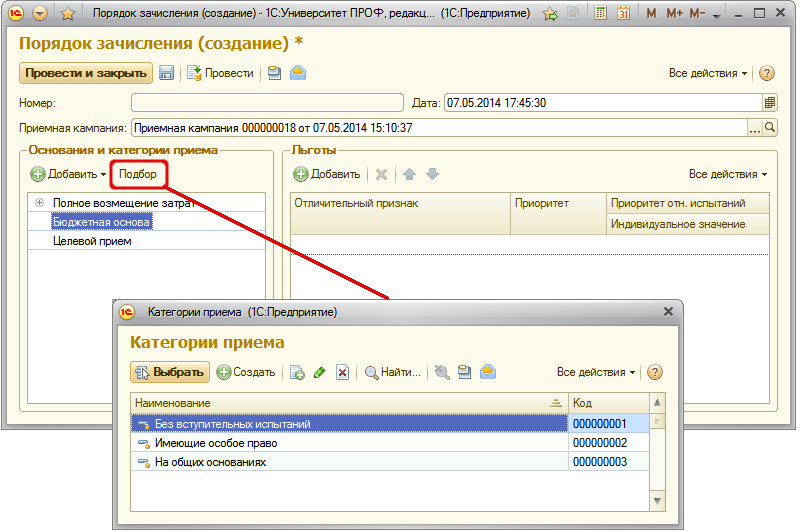 Порядок зачисления (создание) - 1С:Университет ПРОФ, редакц... (1С:Предприятие)
M M+ M-
Порядок зачисления (создание) *
Провести и закрыть Провести Все действия
Номер: Дата: 07.05.2014 17:45:30
Приемная кампания: Приемная кампания 000000018 от 07.05.2014 15:10:37
Основания и категории приема
Добавить Подбор
Полное возмещение затрат
Бюджетная основа
Целевой прием
Льготы
Добавить Все действия
Отличительный признак Приоритет Приоритет отн. испытаний
Индивидуальное значение
Категории приема (1С:Предприятие)
Категории приема
Выбрать Создать Найти... Все действия
Наименование Код
Без вступительных испытаний 000000001
Имеющие особое право 000000002
На общих основаниях 000000003